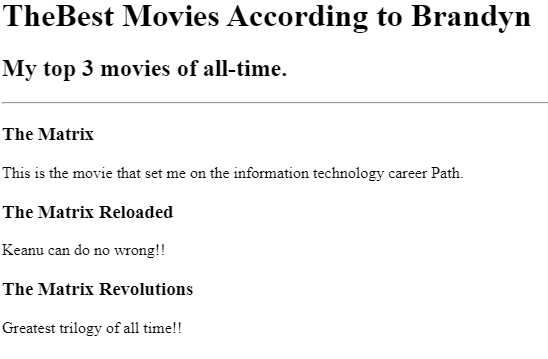 TheBest Movies According to Brandyn
My top 3 movies of all-time.
The Matrix
This is the movie that set me on the information technology career Path.
The Matrix Reloaded
Keanu can do no wrong!!
The Matrix Revolutions
Greatest trilogy of all time!!